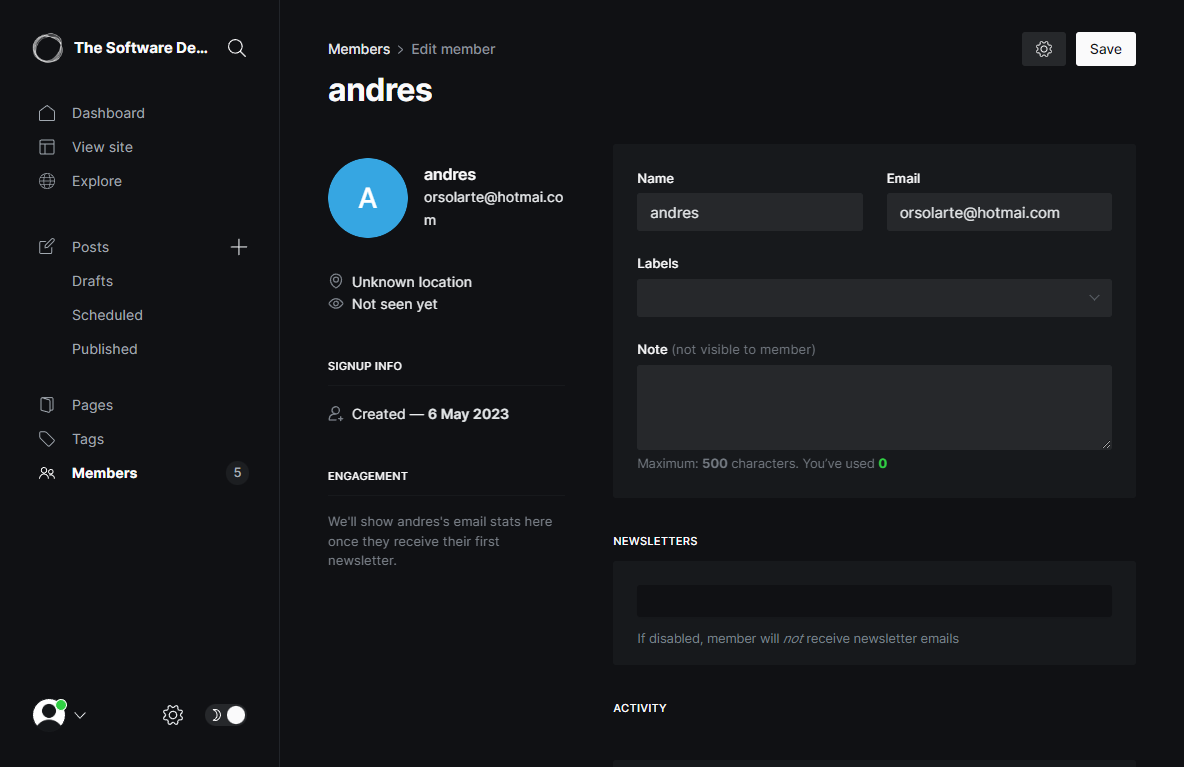 The Software De...
Dashboard
View site
Explore
Posts
Drafts
Scheduled
Published
Pages
Tags
Members 5
Members > Edit member
Save
andres
A
andres
orsolarte@hotmai.co
m
Unknown location
Not seen yet
SIGNUP INFO
Created — 6 May 2023
ENGAGEMENT
We'll show andres's email stats here
once they receive their first
newsletter.
Name Email
andres orsolarte@hotmai.com
Labels
Note (not visible to member)
Maximum: 500 characters. You’ve used 0
NEWSLETTERS
If disabled, member will not receive newsletter emails
ACTIVITY